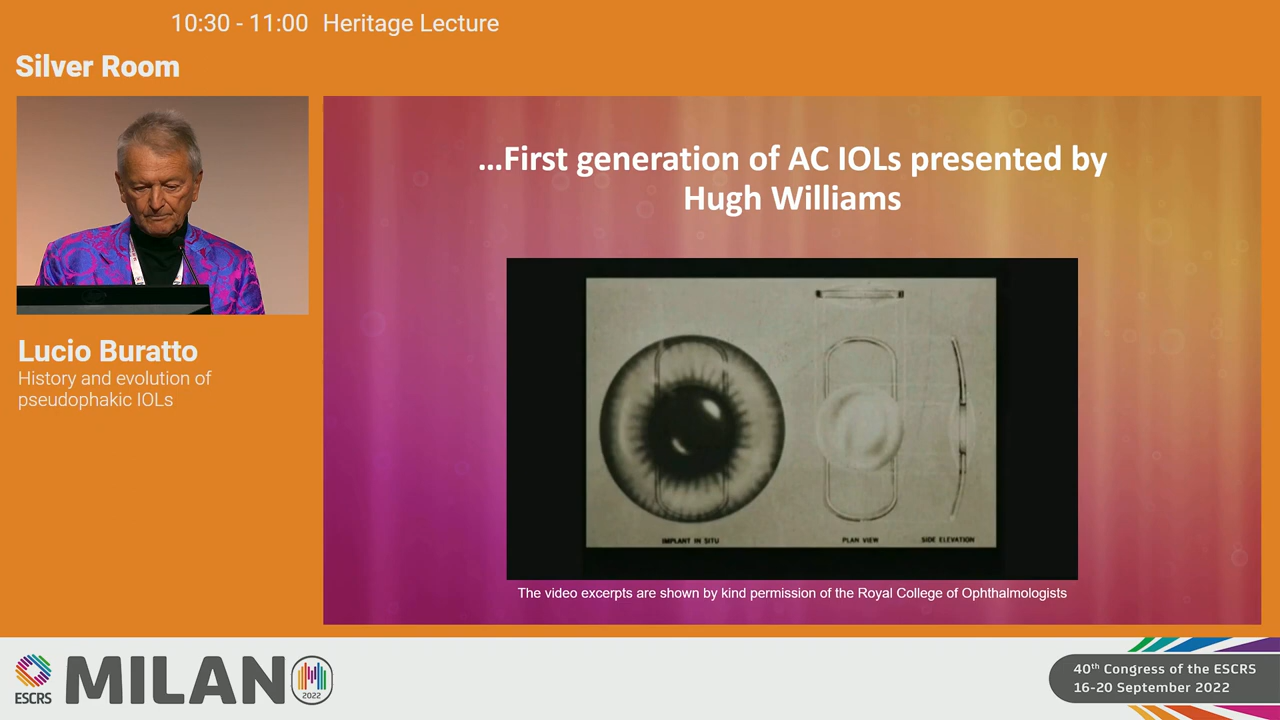 10:30 - 11:00 Heritage Lecture
Silver Room
Lucio Buratto
History and evolution of
pseudophakic IOLs
...First generation of AC IOLs presented by
Hugh Williams
IMPLANT IN SITU
PLAN VIEW
SIDE ELEVATION
The video excerpts are shown by kind permission of the Royal College of Ophthalmologists
ESCRS
MILANO
2022
40th Congress of the ESCRS
16-20 September 2022